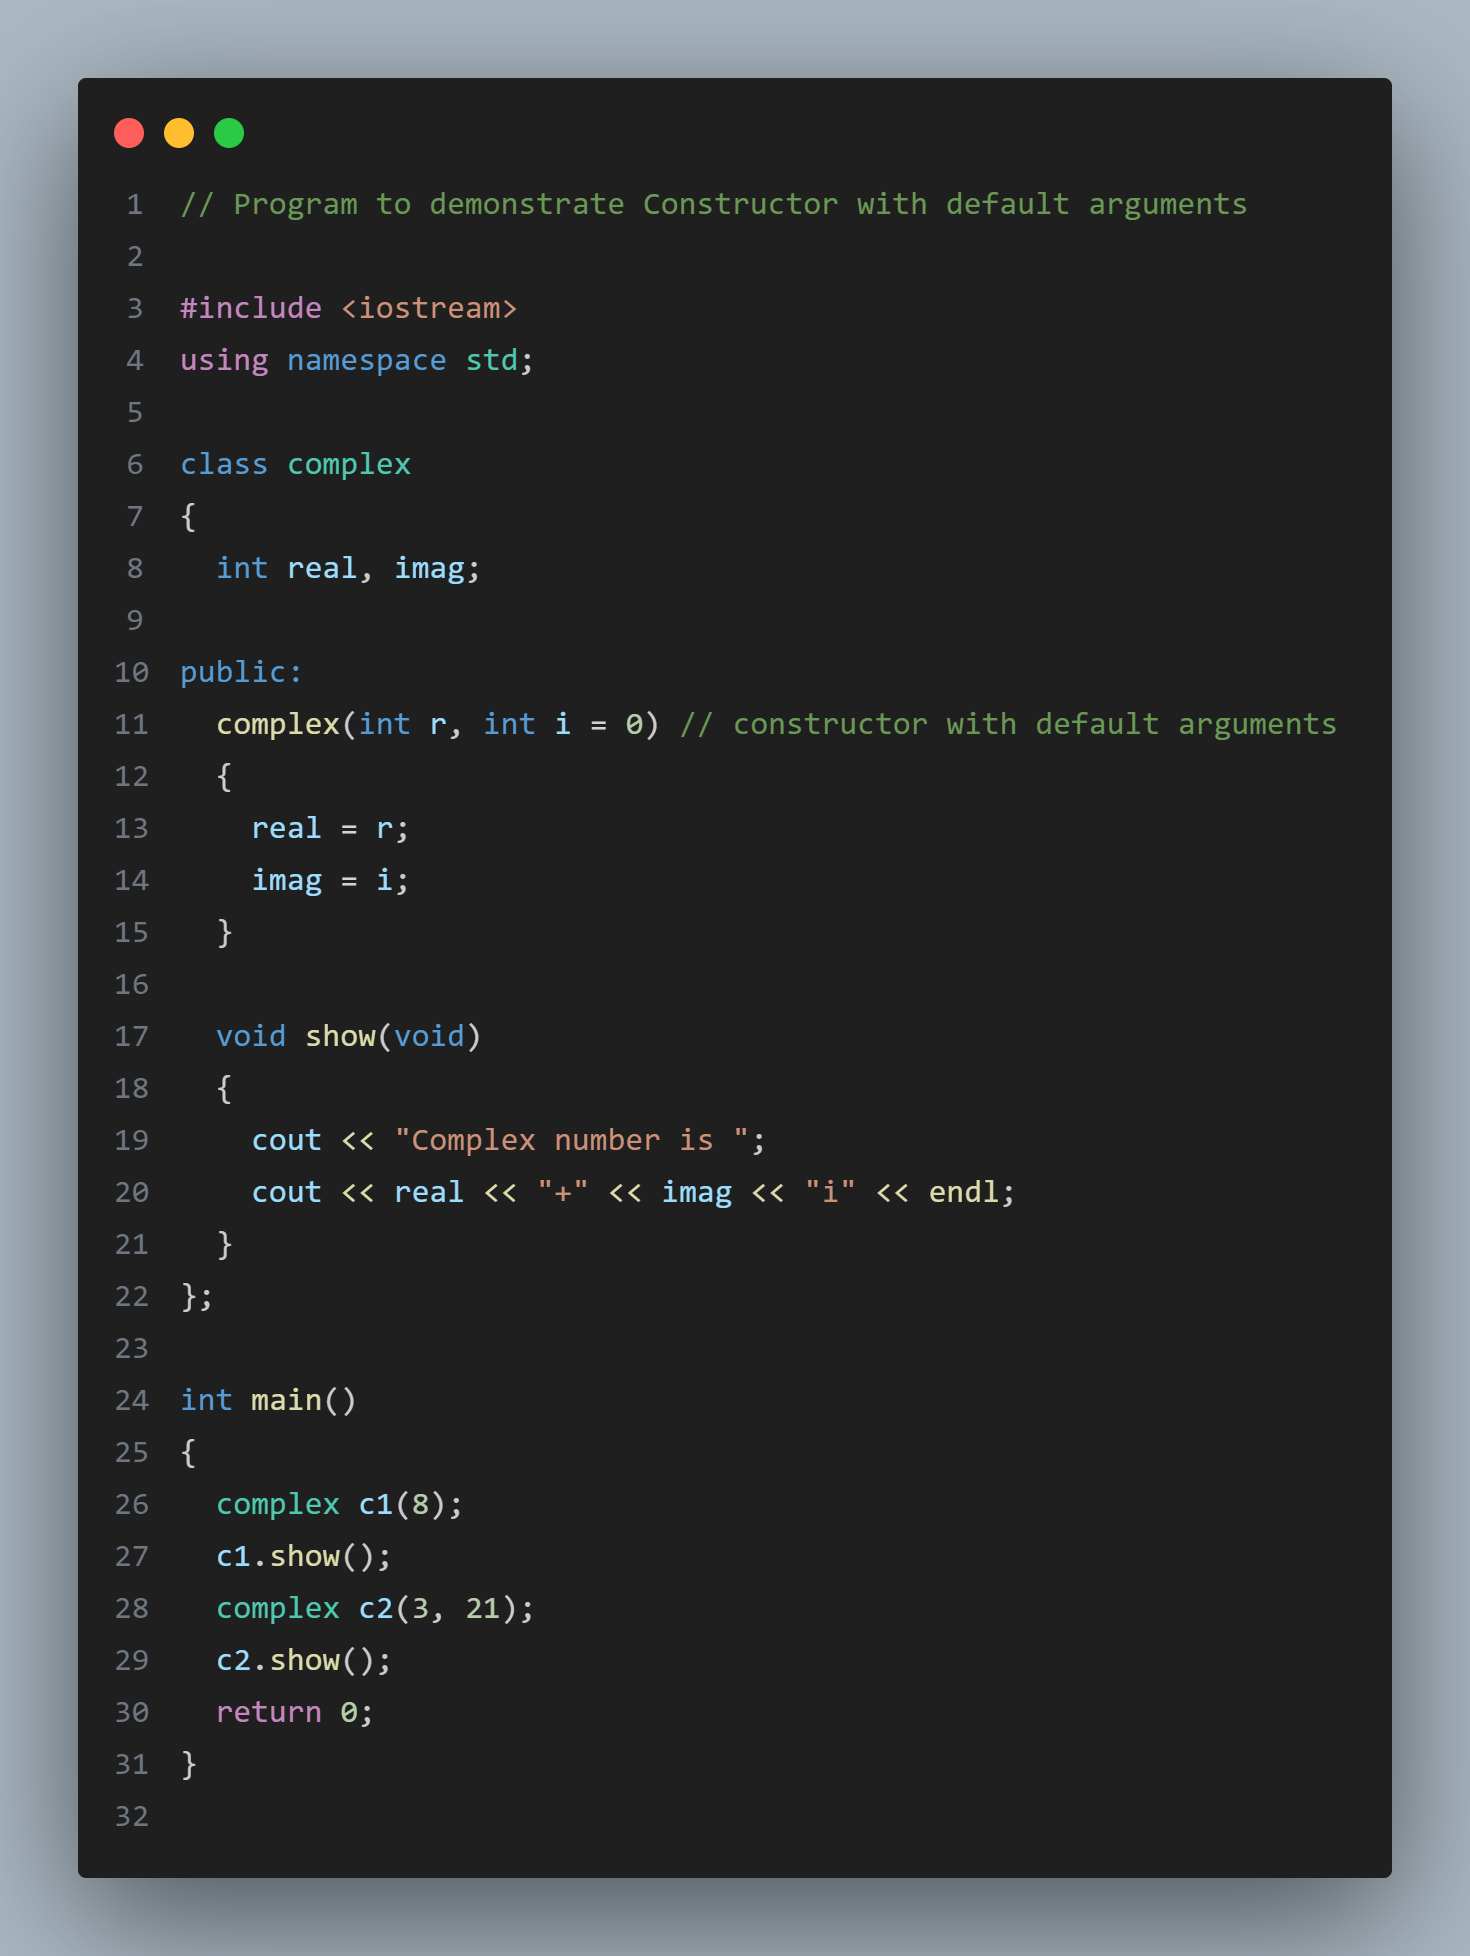 1 // Program to demonstrate Constructor with default arguments
2
3 #include <iostream>
4 using namespace std;
5
6 class complex
7 {
8   int real, imag;
9
10 public:
11   complex(int r, int i = 0) // constructor with default arguments
12   {
13     real = r;
14     imag = i;
15   }
16
17   void show(void)
18   {
19     cout << "Complex number is ";
20     cout << real << "+" << imag << "i" << endl;
21   }
22 };
23
24 int main()
25 {
26   complex c1(8);
27   c1.show();
28   complex c2(3, 21);
29   c2.show();
30   return 0;
31 }
32